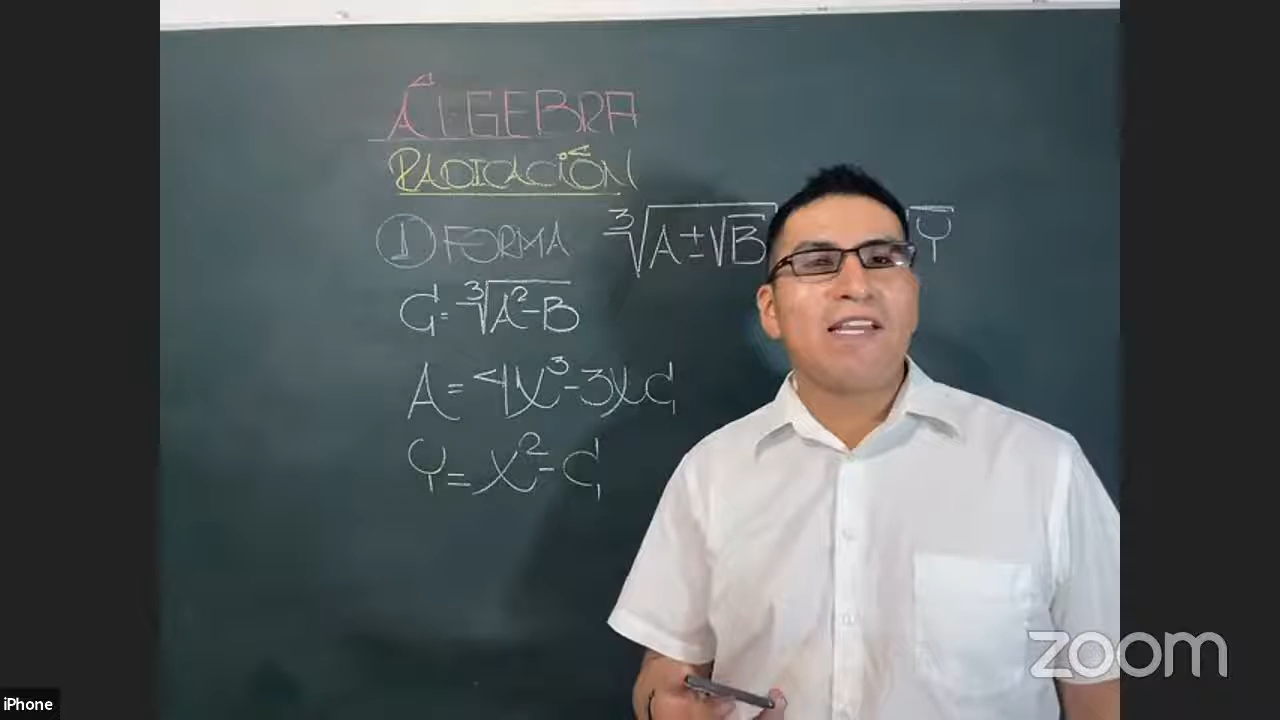 ÁLGEBRA
RADICACIÓN
① FORMA ∛(A±√B) √Y
C = ∛(A²-B)
A = 4X³-3XC
Y = X²-C
zoom
iPhone